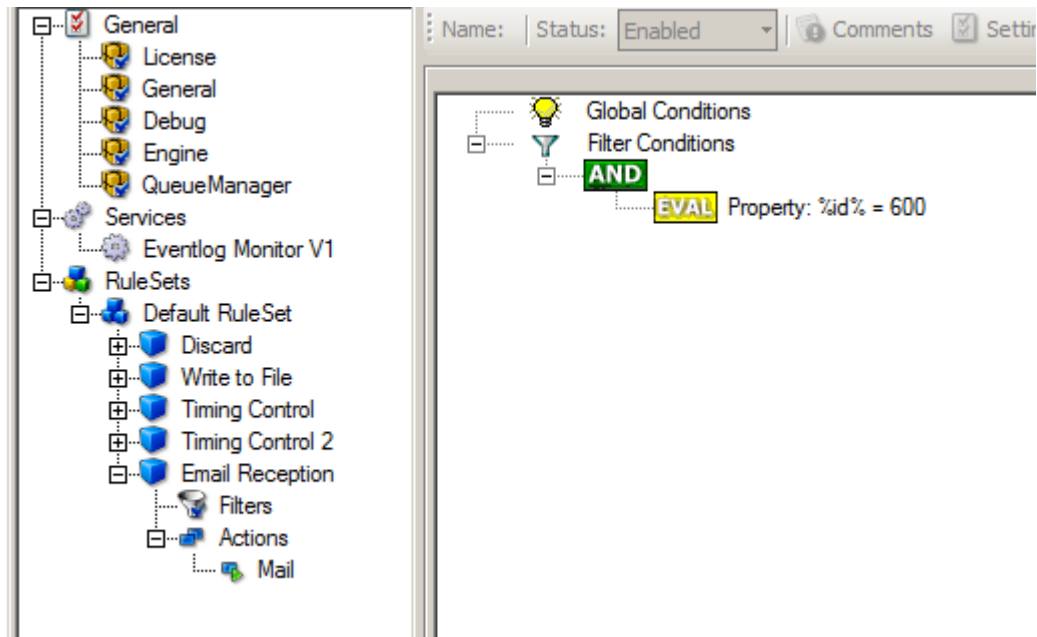 General
License
General
Debug
Engine
QueueManager
Services
Eventlog Monitor V1
RuleSets
Default RuleSet
Discard
Write to File
Timing Control
Timing Control 2
Email Reception
Filters
Actions
Mail
Name: Status: Enabled Comments
Global Conditions
Filter Conditions
AND
EVAL Property: %id% = 600